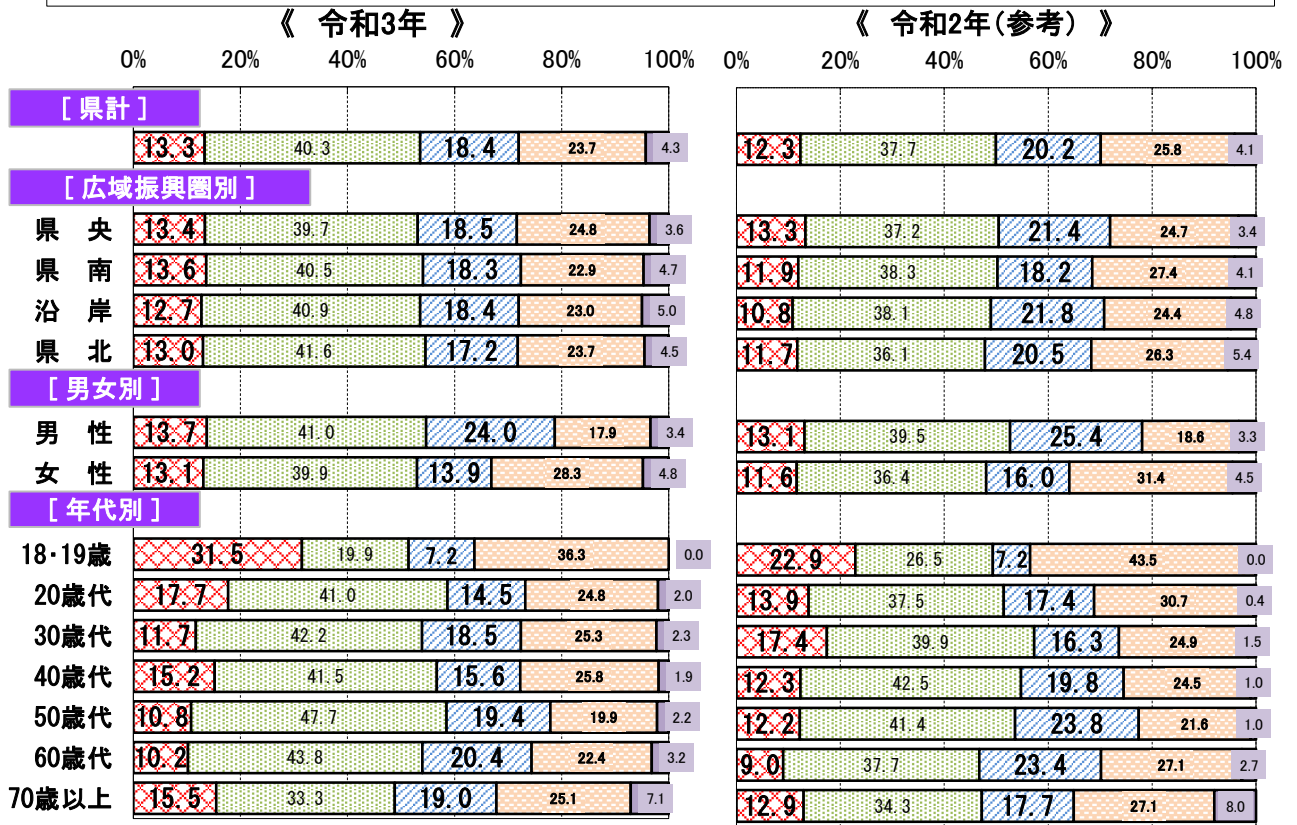 《 令和3年 》 《 令和2年(参考) 》
0% 20% 40% 60% 80% 100% 0% 20% 40% 60% 80% 100%
[ 県計 ]
13.3 40.3 18.4 23.7 4.3 12.3 37.7 20.2 25.8 4.1
[ 広域振興圏別 ]
県 央 13.4 39.7 18.5 24.8 3.6 13.3 37.2 21.4 24.7 3.4
県 南 13.6 40.5 18.3 22.9 4.7 11.9 38.3 18.2 27.4 4.1
沿 岸 12.7 40.9 18.4 23.0 5.0 10.8 38.1 21.8 24.4 4.8
県 北 13.0 41.6 17.2 23.7 4.5 11.7 36.1 20.5 26.3 5.4
[ 男女別 ]
男 性 13.7 41.0 24.0 17.9 3.4 13.1 39.5 25.4 18.6 3.3
女 性 13.1 39.9 13.9 28.3 4.8 11.6 36.4 16.0 31.4 4.5
[ 年代別 ]
18・19歳 31.5 19.9 7.2 36.3 0.0 22.9 26.5 7.2 43.5 0.0
20歳代 17.7 41.0 14.5 24.8 2.0 13.9 37.5 17.4 30.7 0.4
30歳代 11.7 42.2 18.5 25.3 2.3 17.4 39.9 16.3 24.9 1.5
40歳代 15.2 41.5 15.6 25.8 1.9 12.3 42.5 19.8 24.5 1.0
50歳代 10.8 47.7 19.4 19.9 2.2 12.2 41.4 23.8 21.6 1.0
60歳代 10.2 43.8 20.4 22.4 3.2 9.0 37.7 23.4 27.1 2.7
70歳以上 15.5 33.3 19.0 25.1 7.1 12.9 34.3 17.7 27.1 8.0